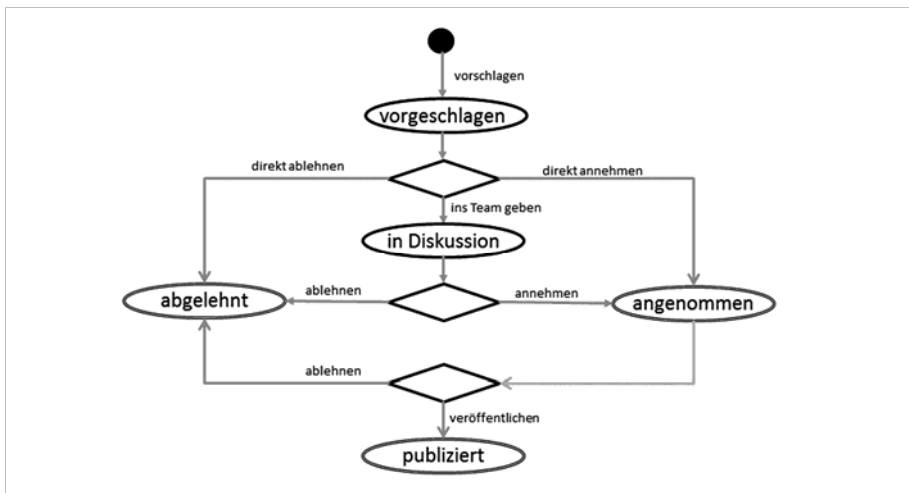 vorschlagen
vorgeschlagen
direkt ablehnen
direkt annehmen
ins Team geben
in Diskussion
abgelehnt
ablehnen
annehmen
angenommen
ablehnen
veröffentlichen
publiziert